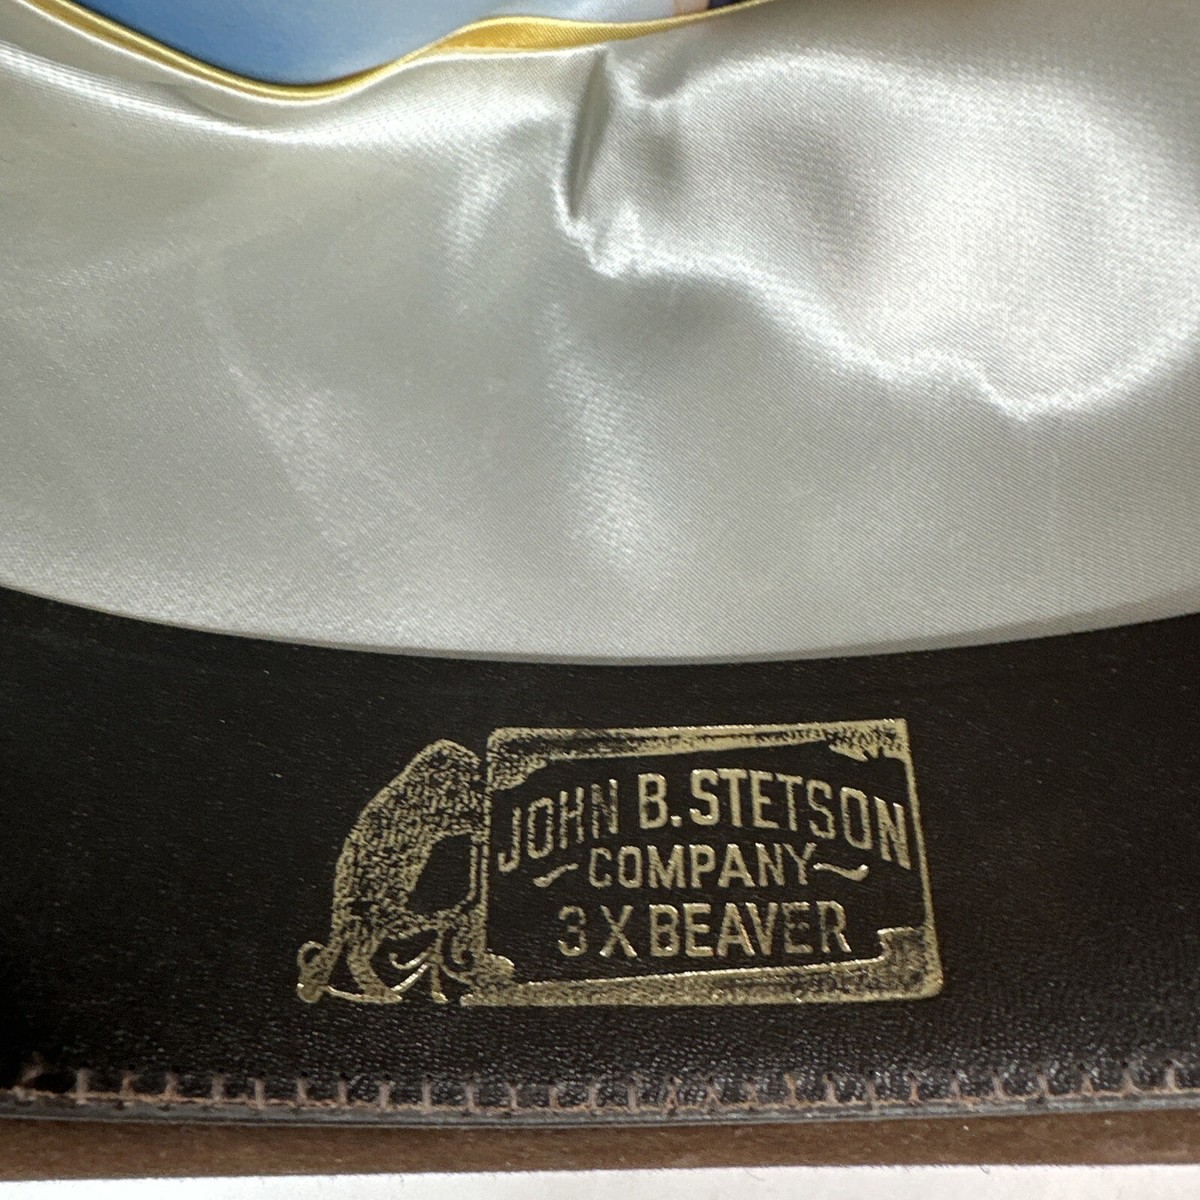 JOHN B. STETSON
COMPANY
3 X BEAVER